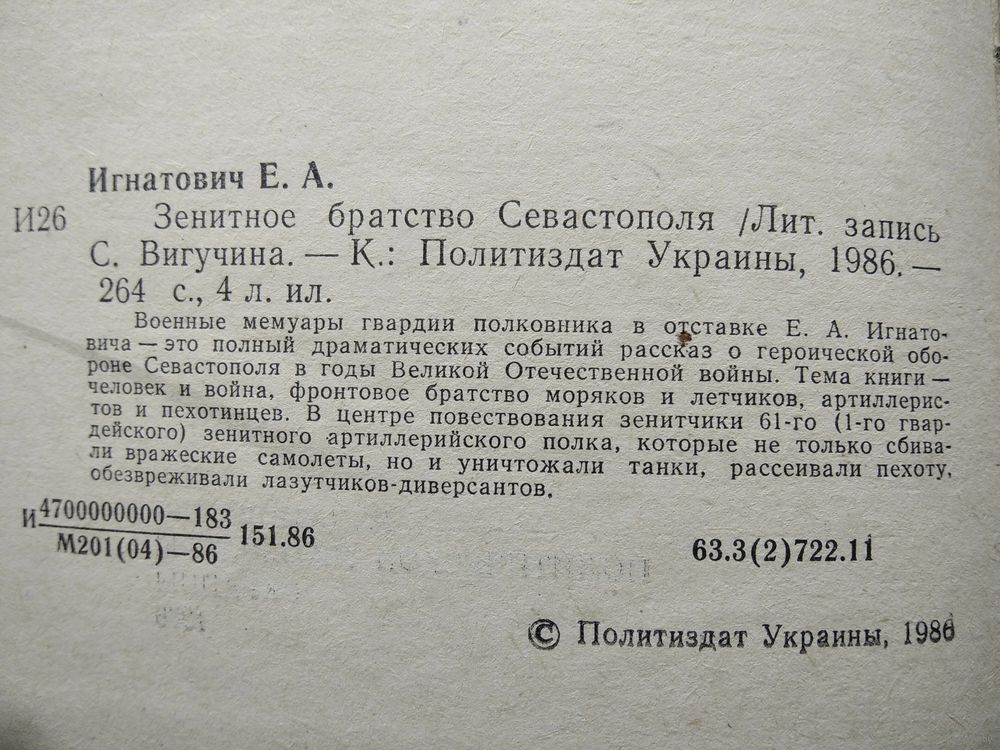 Игнатович Е. А.
И26 Зенитное братство Севастополя /Лит. запись
С. Вигучина. — К.: Политиздат Украины, 1986. —
264 с., 4 л. ил.
Военные мемуары гвардии полковника в отставке Е. А. Игнато-
вича — это полный драматических событий рассказ о героической обо-
роне Севастополя в годы Великой Отечественной войны. Тема книги —
человек и война, фронтовое братство моряков и летчиков, артиллерис-
тов и пехотинцев. В центре повествования зенитчики 61-го (1-го гвар-
дейского) зенитного артиллерийского полка, которые не только сбива-
ли вражеские самолеты, но и уничтожали танки, рассеивали пехоту,
обезвреживали лазутчиков-диверсантов.
И 4700000000—183
М201(04)—86
151.86
63.3(2)722.11
© Политиздат Украины, 1986